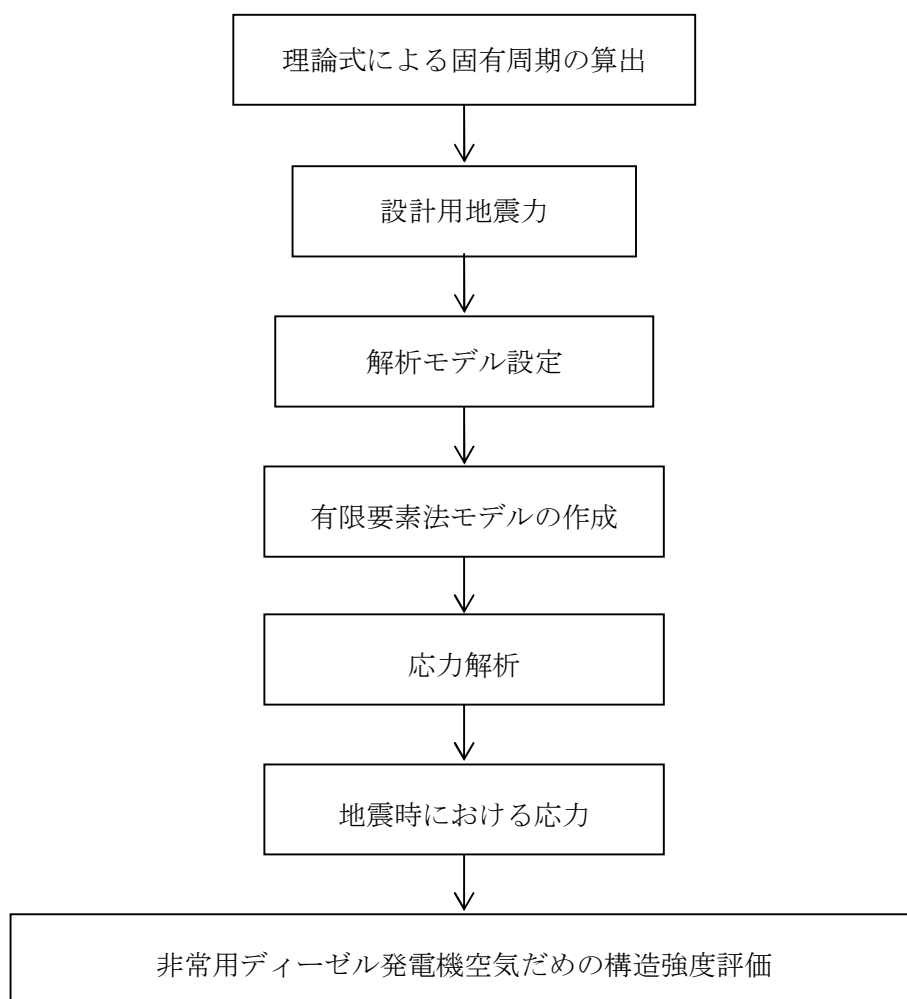 理論式による固有周期の算出
設計用地震力
解析モデル設定
有限要素法モデルの作成
応力解析
地震時における応力
非常用ディーゼル発電機空気だめの構造強度評価